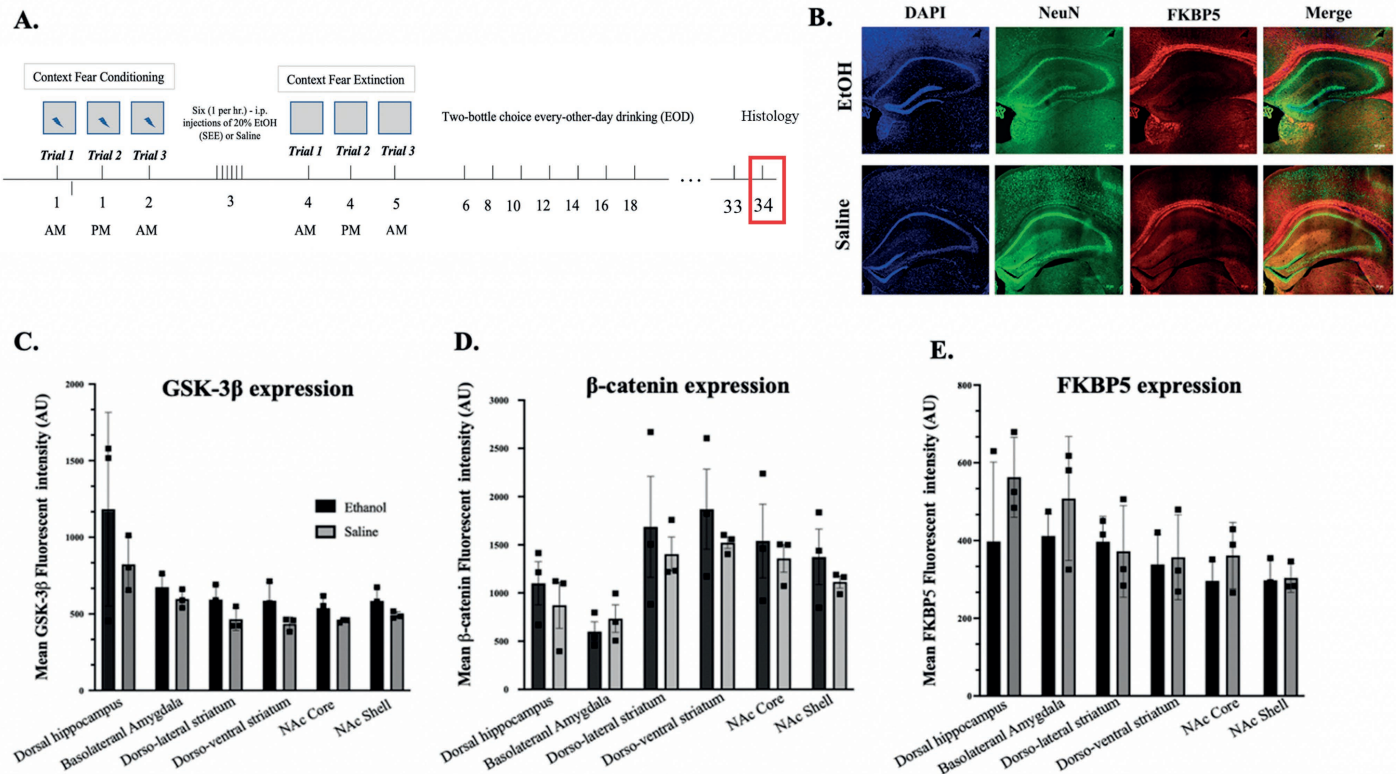 A.
Context Fear Conditioning
Trial 1 Trial 2 Trial 3
Six (1 per hr.) - i.p.
injections of 20% EtOH
(SEE) or Saline
Context Fear Extinction
Trial 1 Trial 2 Trial 3
Two-bottle choice every-other-day drinking (EOD)
Histology
...
1 1 2 3 4 4 5 6 8 10 12 14 16 18 33 34
AM PM AM AM PM AM
B.
DAPI NeuN FKBP5 Merge
EtOH
Saline
C.
GSK-3β expression
Mean GSK-3β Fluorescent intensity (AU)
2000
1500
1000
500
0
Ethanol
Saline
Dorsal hippocampus
Basolateranl Amygdala
Dorso-lateral striatum
Dorso-ventral striatum
NAc Core
NAc Shell
D.
β-catenin expression
Mean β-catenin Fluorescent intensity (AU)
3000
2500
2000
1500
1000
500
0
Dorsal hippocampus
Basolateranl Amygdala
Dorso-lateral striatum
Dorso-ventral striatum
NAc Core
NAc Shell
E.
FKBP5 expression
Mean FKBP5 Fluorescent intensity (AU)
800
600
400
200
0
Dorsal hippocampus
Basolateranl Amygdala
Dorso-lateral striatum
Dorso-ventral striatum
NAc Core
NAc Shell